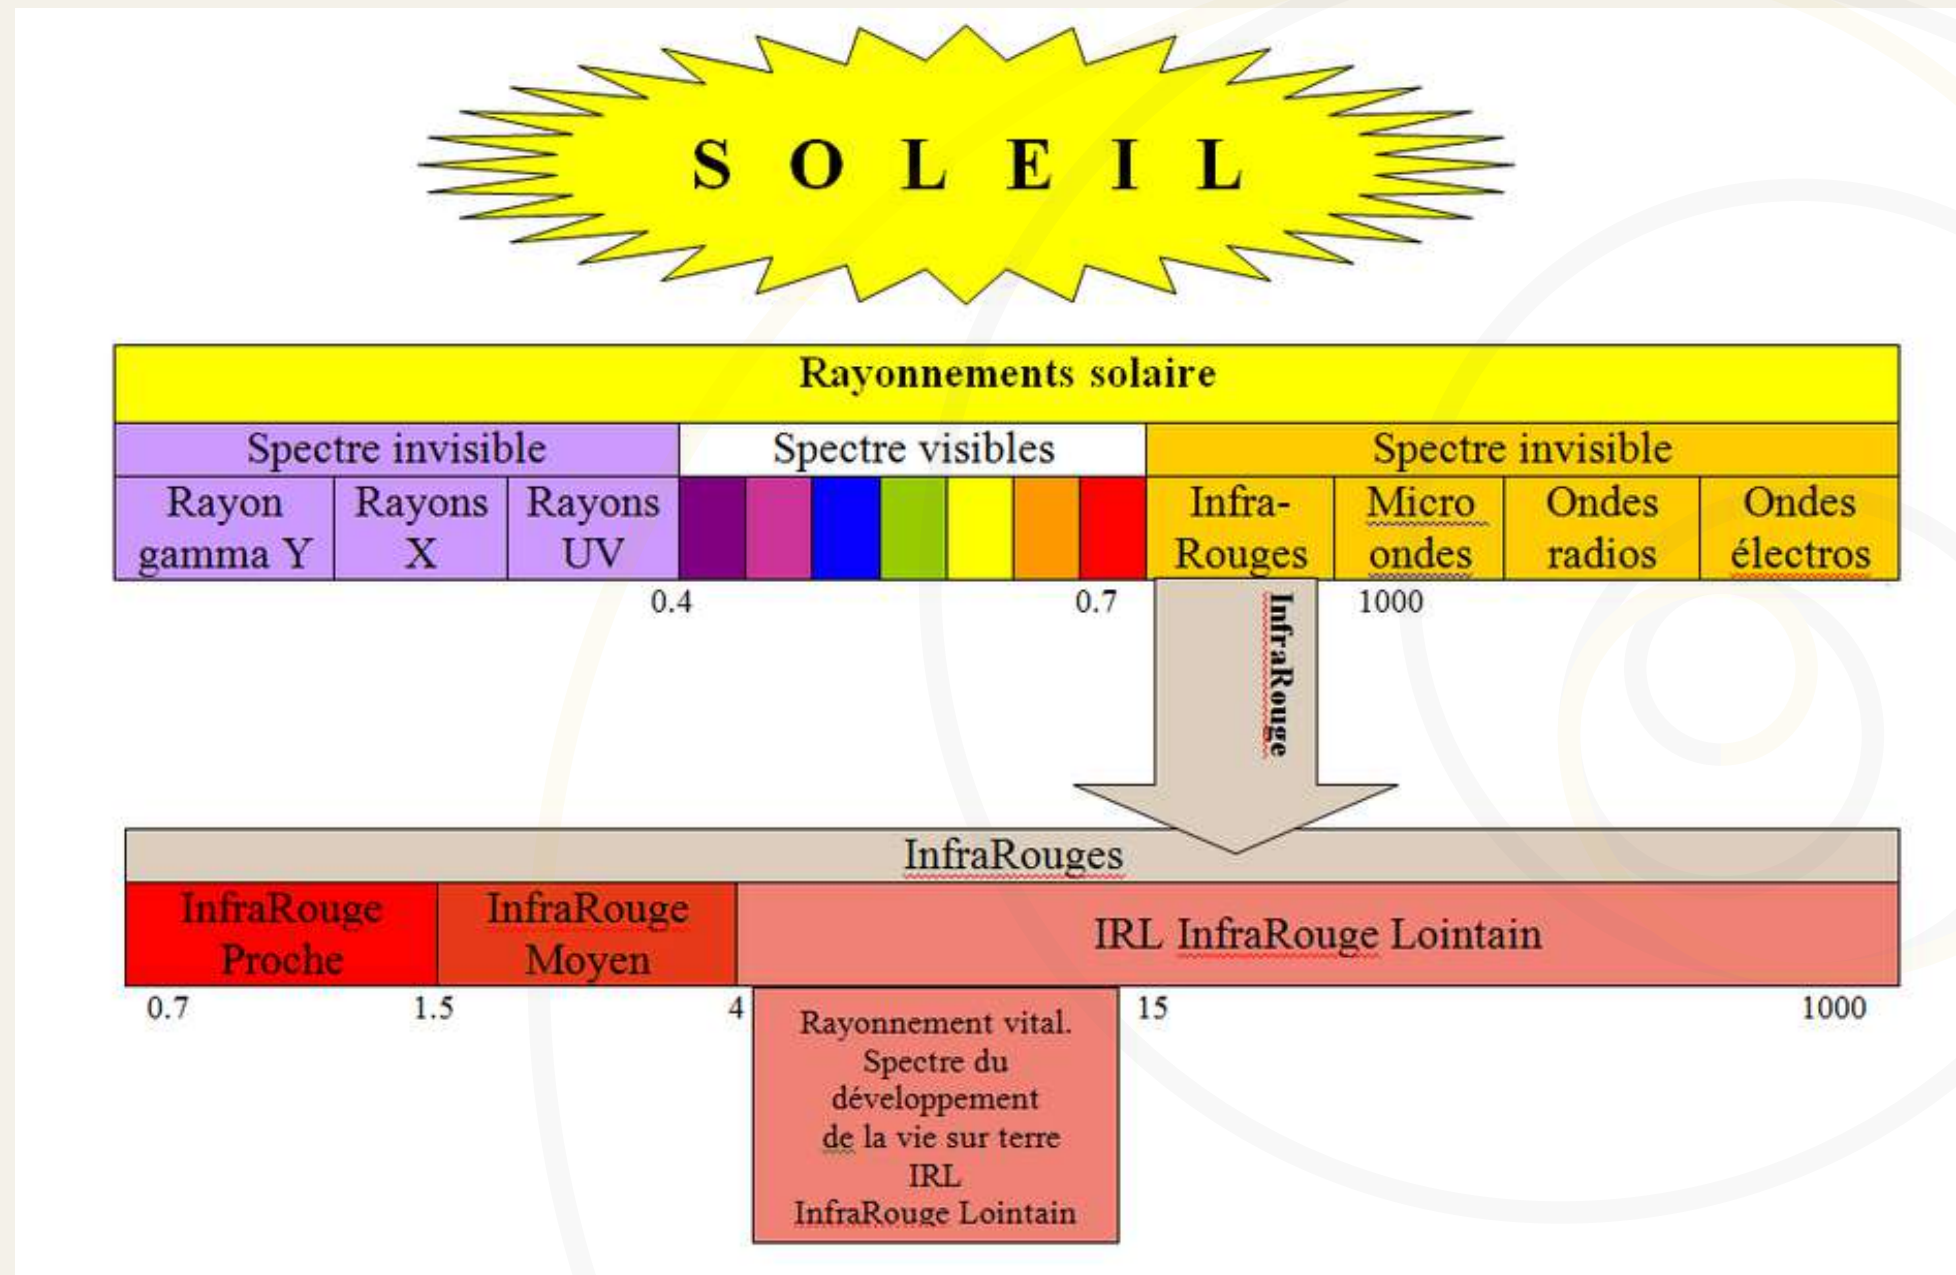 S O L E I L
Rayonnements solaire
Spectre invisible
Spectre visibles
Spectre invisible
Rayon
gamma Y
Rayons
X
Rayons
UV
Infra-
Rouges
Micro
ondes
Ondes
radios
Ondes
électros
0.4
0.7
1000
InfraRouge
InfraRouges
InfraRouge
Proche
InfraRouge
Moyen
IRL InfraRouge Lointain
0.7
1.5
4
15
1000
Rayonnement vital.
Spectre du
développement
de la vie sur terre
IRL
InfraRouge Lointain